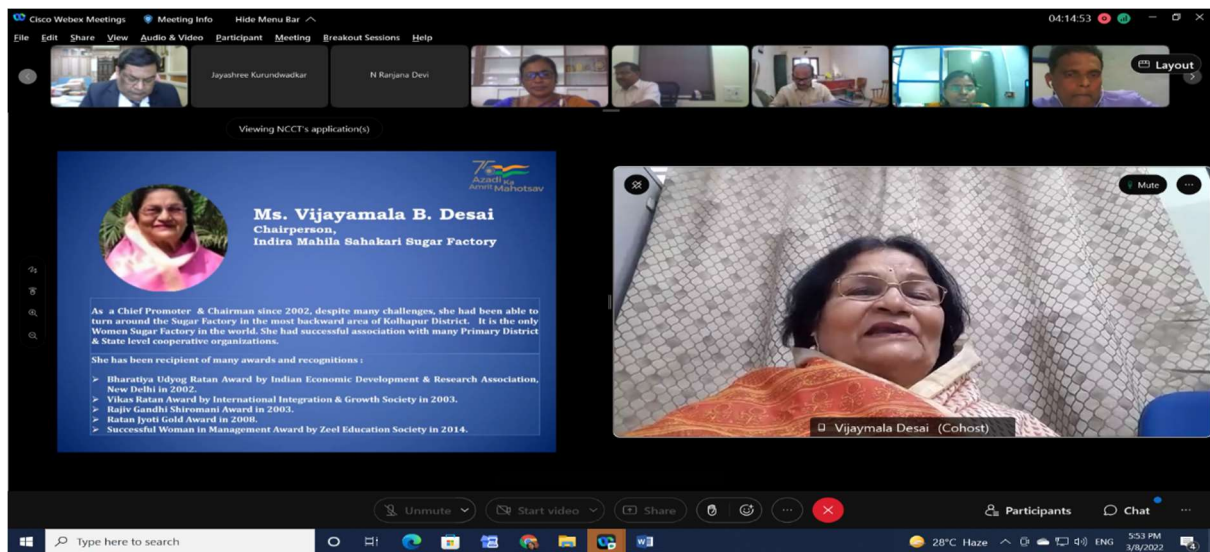 Cisco Webex Meetings Meeting Info Hide Menu Bar
04:14:53
File Edit Share View Audio & Video Participant Meeting Breakout Sessions Help
Jayashree Kurundwadkar
N Ranjana Devi
Layout
Viewing NCCT's application(s)
75
Azadi Ka
Amrit Mahotsav
Ms. Vijayamala B. Desai
Chairperson,
Indira Mahila Sahakari Sugar Factory
As a Chief Promoter & Chairman since 2002, despite many challenges, she had been able to
turn around the Sugar Factory in the most backward area of Kolhapur District. It is the only
Women Sugar Factory in the world. She had successful association with many Primary District
& State level cooperative organizations.
She has been recipient of many awards and recognitions :
➢ Bharatiya Udyog Ratan Award by Indian Economic Development & Research Association,
New Delhi in 2002.
➢ Vikas Ratan Award by International Integration & Growth Society in 2003.
➢ Rajiv Gandhi Shiromani Award in 2003.
➢ Ratan Jyoti Gold Award in 2008.
➢ Successful Woman in Management Award by Zeel Education Society in 2014.
Mute
Vijaymala Desai (Cohost)
Unmute Start video Share Participants Chat
Type here to search
28°C Haze ENG 5:53 PM
3/8/2022
4